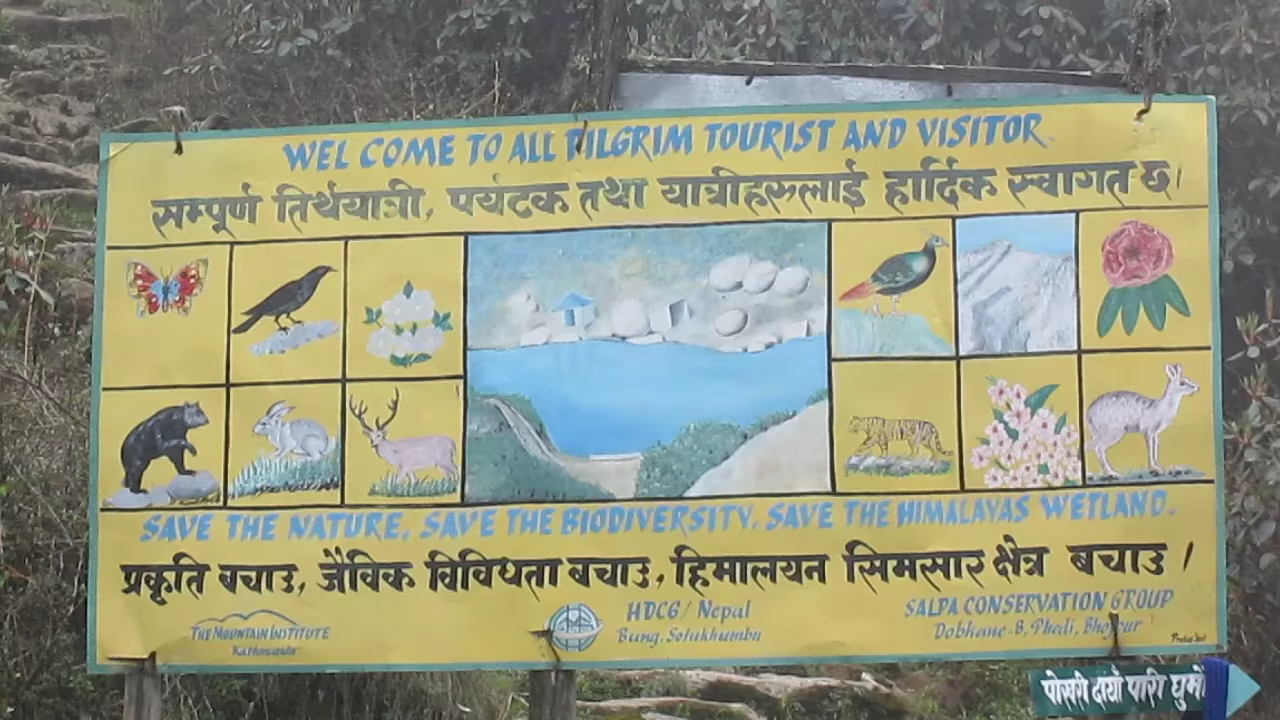 WEL COME TO ALL PILGRIM TOURIST AND VISITOR.
सम्पूर्ण तिर्थयात्री, पर्यटक तथा यात्रीहरुलाई हार्दिक स्वागत छ।
SAVE THE NATURE, SAVE THE BIODIVERSITY, SAVE THE HIMALAYAS WETLAND.
प्रकृति बचाउ, जैविक विविधता बचाउ, हिमालयन सिमसार क्षेत्र बचाउ !
THE MOUNTAIN INSTITUTE
Kathmandu
HDCG/ Nepal
Bung, Solukhumbu
SALPA CONSERVATION GROUP
Dobhane-8, Phedi, Bhojpur
पोखरी दायाँ पारी घुमौं